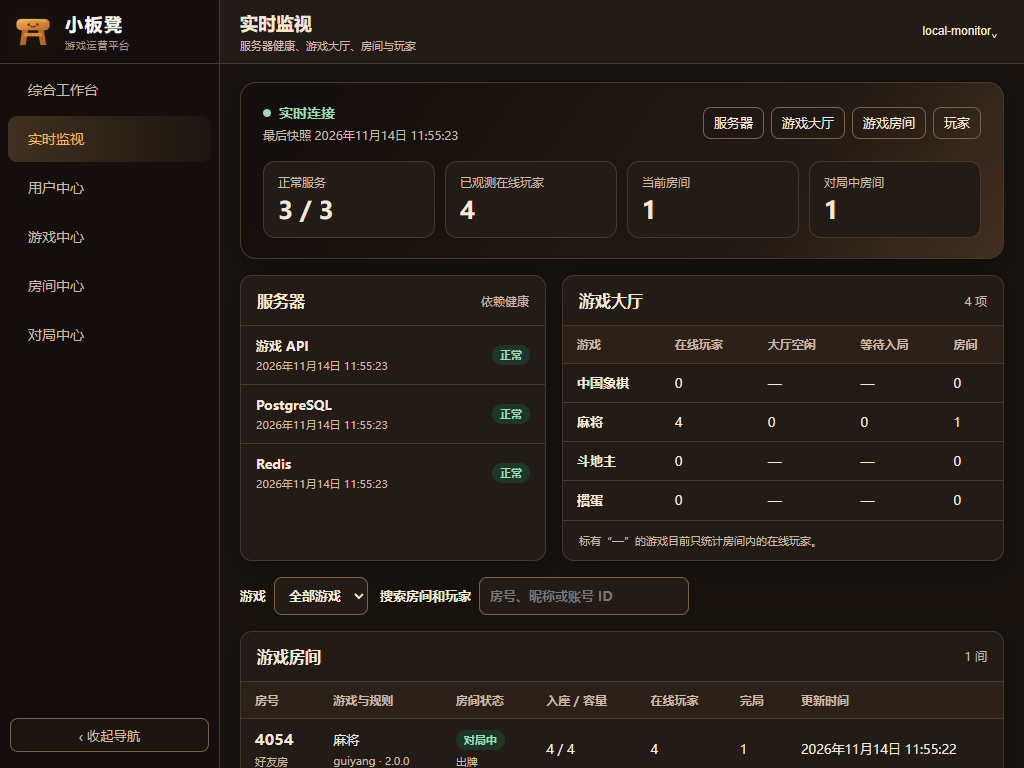 小板凳
游戏运营平台
综合工作台
实时监视
用户中心
游戏中心
房间中心
对局中心
‹ 收起导航
实时监视
服务器健康、游戏大厅、房间与玩家
local-monitor
实时连接
最后快照 2026年11月14日 11:55:23
服务器 游戏大厅 游戏房间 玩家
正常服务 已观测在线玩家 当前房间 对局中房间
3 / 3 4 1 1
服务器 依赖健康
游戏 API
2026年11月14日 11:55:23
正常
PostgreSQL
2026年11月14日 11:55:23
正常
Redis
2026年11月14日 11:55:23
正常
游戏大厅 4 项
游戏 在线玩家 大厅空闲 等待入局 房间
中国象棋 0 — — 0
麻将 4 0 0 1
斗地主 0 — — 0
掼蛋 0 — — 0
标有“—”的游戏目前只统计房间内的在线玩家。
游戏 全部游戏 搜索房间和玩家 房号、昵称或账号 ID
游戏房间 1 间
房号 游戏与规则 房间状态 入座 / 容量 在线玩家 完局 更新时间
4054 麻将 对局中 4 / 4 4 1 2026年11月14日 11:55:22
好友房 guiyang · 2.0.0 出牌